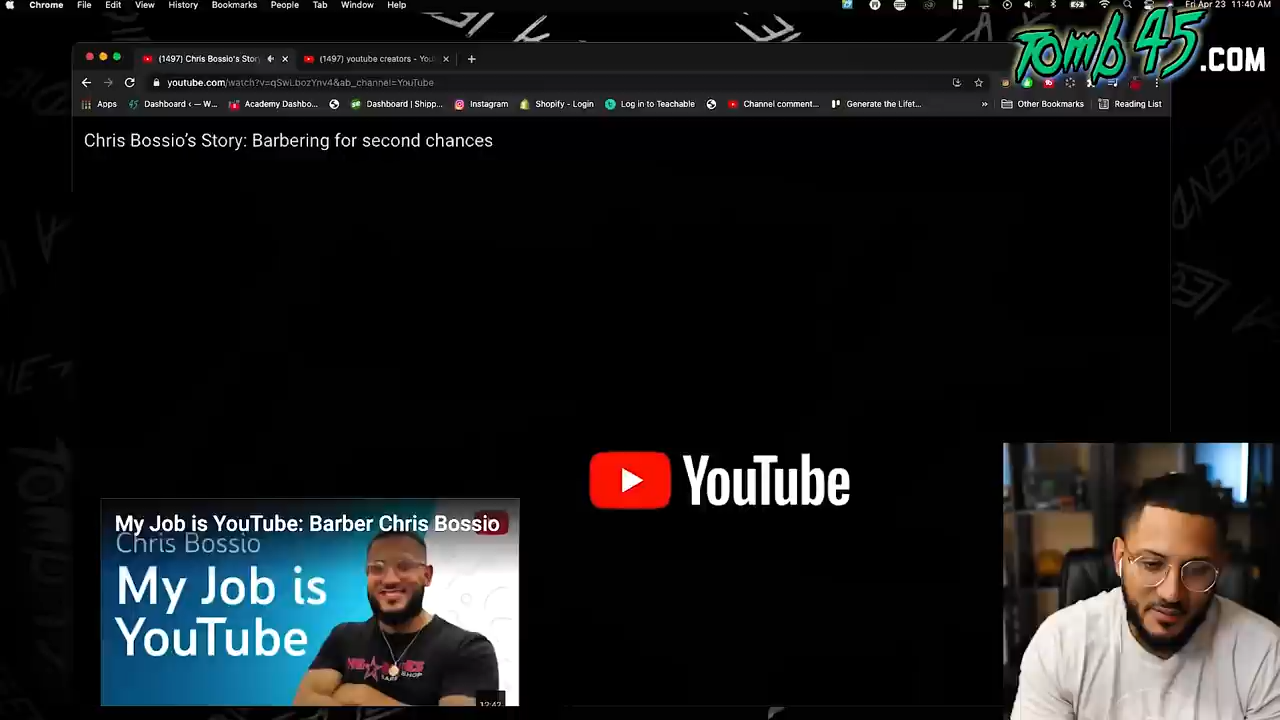 Chrome File Edit View History Bookmarks People Tab Window Help
Fri Apr 23 11:40 AM
TOMB 45 .COM
(1497) Chris Bossio's Story
(1497) youtube creators - You
youtube.com/watch?v=qSwLbozYnv4&ab_channel=YouTube
Apps Dashboard ‹ — W... Academy Dashbo... Dashboard | Shipp... Instagram Shopify - Login Log in to Teachable Channel comment... Generate the Lifet... » Other Bookmarks Reading List
Chris Bossio's Story: Barbering for second chances
YouTube
My Job is YouTube: Barber Chris Bossio
Chris Bossio
My Job is
YouTube
12:47